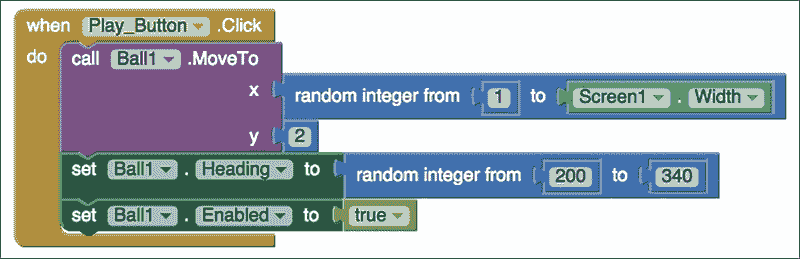 when Play_Button .Click
do call Ball1 .MoveTo
x random integer from 1 to Screen1 . Width
y 2
set Ball1 . Heading to random integer from 200 to 340
set Ball1 . Enabled to true